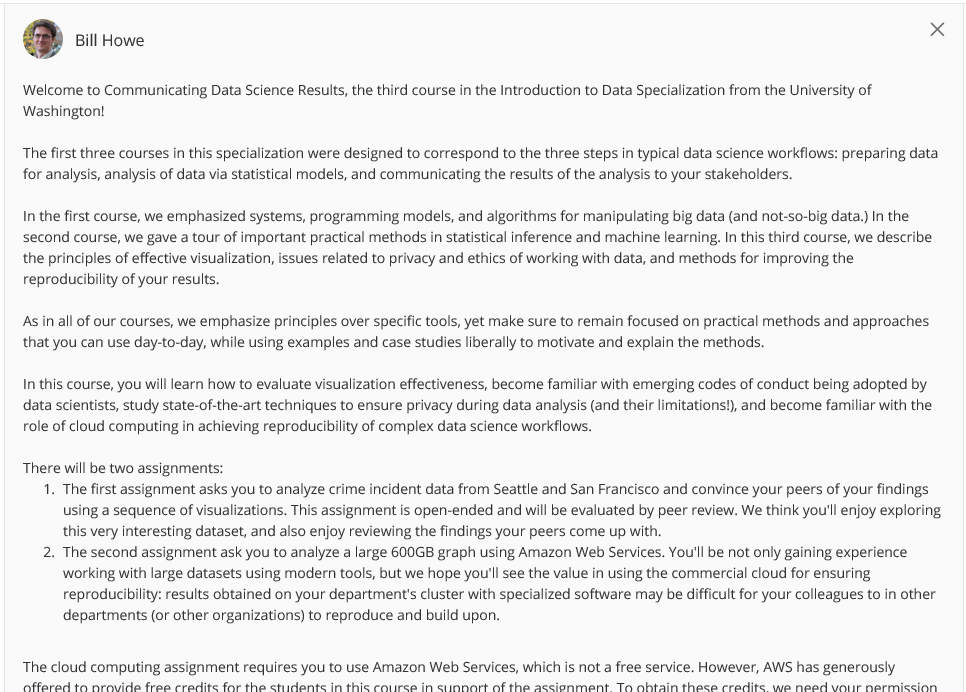 Bill Howe
Welcome to Communicating Data Science Results, the third course in the Introduction to Data Specialization from the University of
Washington!
The first three courses in this specialization were designed to correspond to the three steps in typical data science workflows: preparing data
for analysis, analysis of data via statistical models, and communicating the results of the analysis to your stakeholders.
In the first course, we emphasized systems, programming models, and algorithms for manipulating big data (and not-so-big data.) In the
second course, we gave a tour of important practical methods in statistical inference and machine learning. In this third course, we describe
the principles of effective visualization, issues related to privacy and ethics of working with data, and methods for improving the
reproducibility of your results.
As in all of our courses, we emphasize principles over specific tools, yet make sure to remain focused on practical methods and approaches
that you can use day-to-day, while using examples and case studies liberally to motivate and explain the methods.
In this course, you will learn how to evaluate visualization effectiveness, become familiar with emerging codes of conduct being adopted by
data scientists, study state-of-the-art techniques to ensure privacy during data analysis (and their limitations!), and become familiar with the
role of cloud computing in achieving reproducibility of complex data science workflows.
There will be two assignments:
1. The first assignment asks you to analyze crime incident data from Seattle and San Francisco and convince your peers of your findings
using a sequence of visualizations. This assignment is open-ended and will be evaluated by peer review. We think you'll enjoy exploring
this very interesting dataset, and also enjoy reviewing the findings your peers come up with.
2. The second assignment ask you to analyze a large 600GB graph using Amazon Web Services. You'll be not only gaining experience
working with large datasets using modern tools, but we hope you'll see the value in using the commercial cloud for ensuring
reproducibility: results obtained on your department's cluster with specialized software may be difficult for your colleagues to in other
departments (or other organizations) to reproduce and build upon.
The cloud computing assignment requires you to use Amazon Web Services, which is not a free service. However, AWS has generously
offered to provide free credits for the students in this course in support of the assignment. To obtain these credits, we need your permission